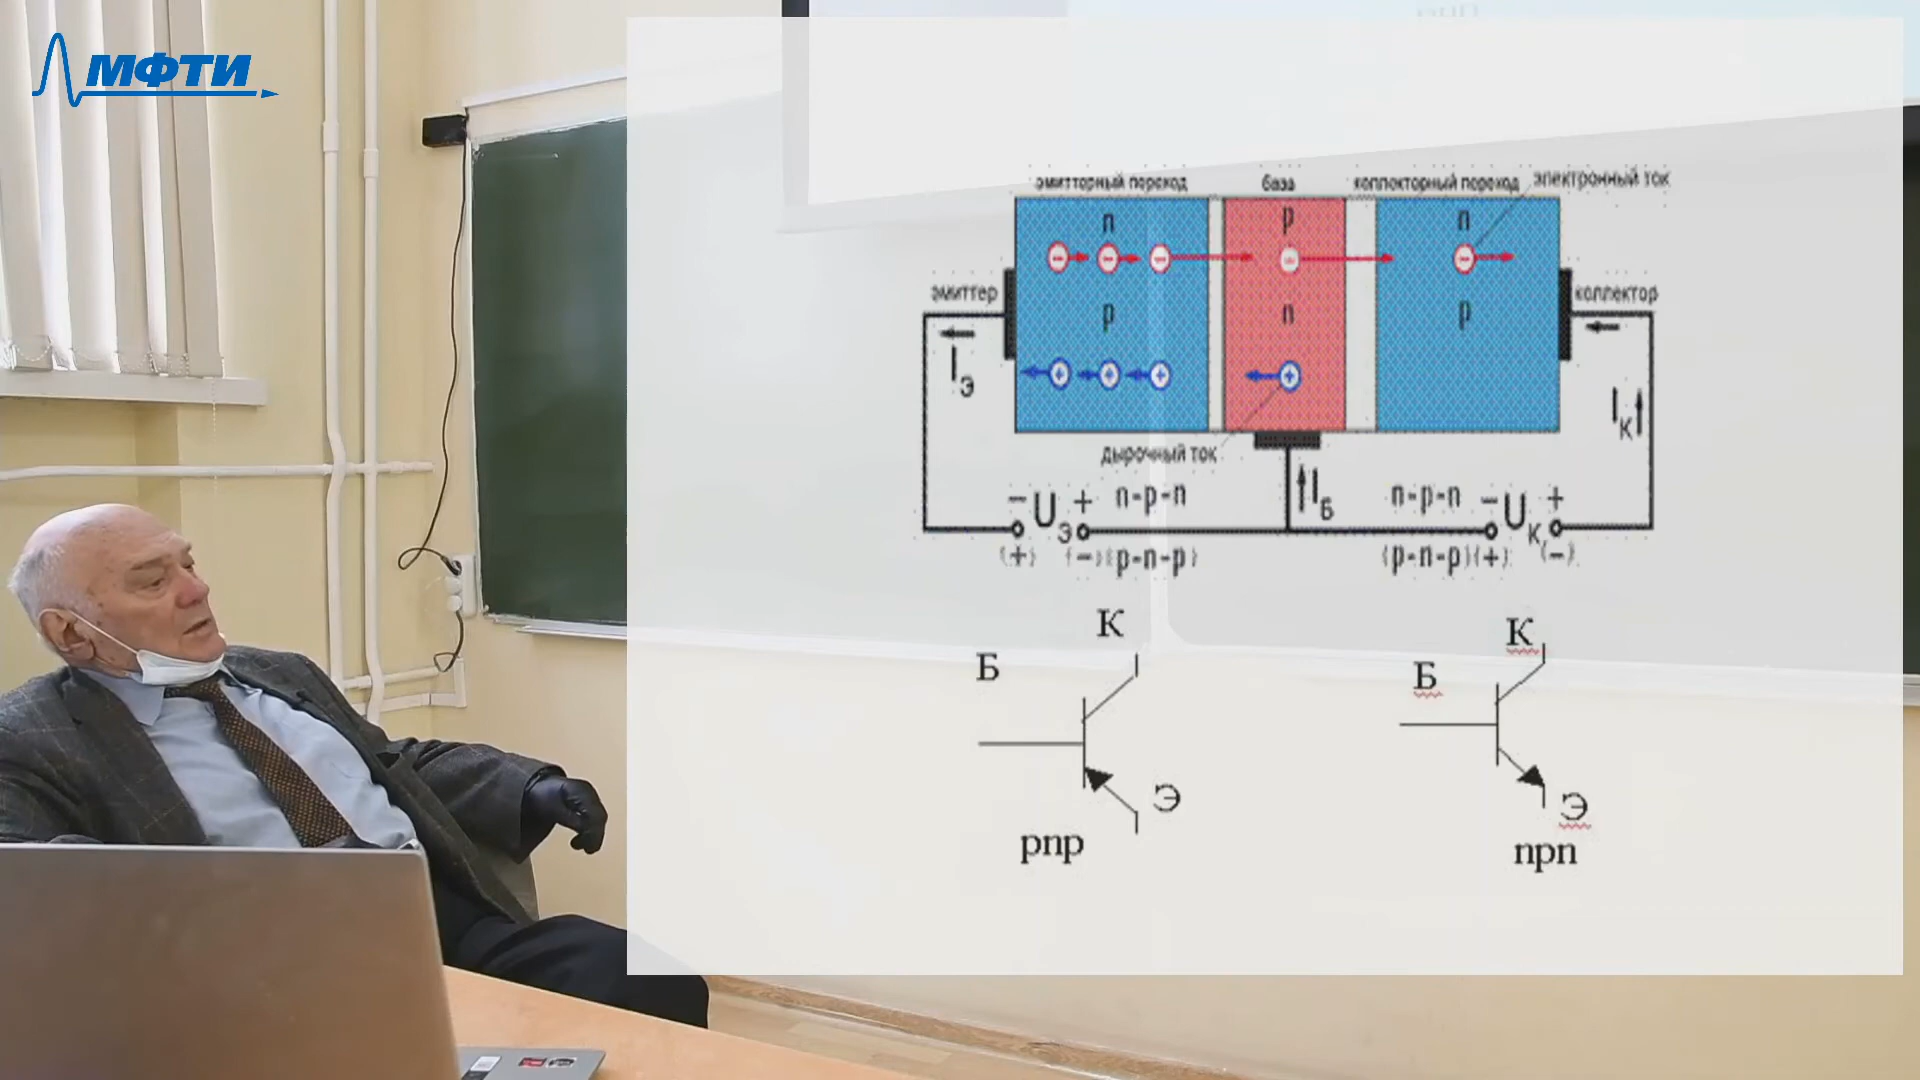 МФТИ
эмиттерный переход база коллекторный переход электронный ток
n p n
эмиттер p n p коллектор
IЭ
IК
дырочный ток
IБ
− UЭ + n-p-n n-p-n − UК +
(+) (−) (p-n-p) (p-n-p) (+) (−)
К
Б
Э
pnp
К
Б
Э
npn